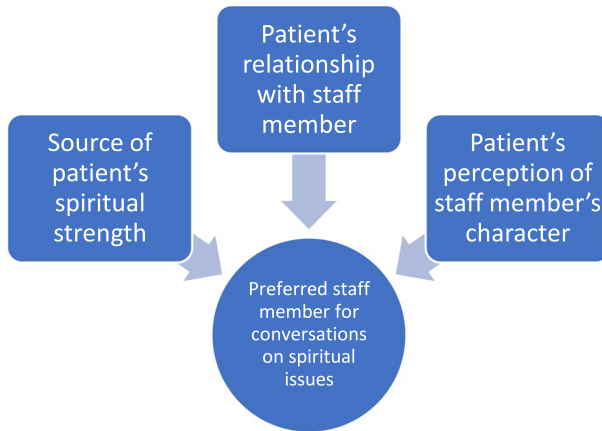 Patient’s
relationship
with staff
member
Source of
patient’s
spiritual
strength
Patient’s
perception of
staff member’s
character
Preferred staff
member for
conversations
on spiritual
issues